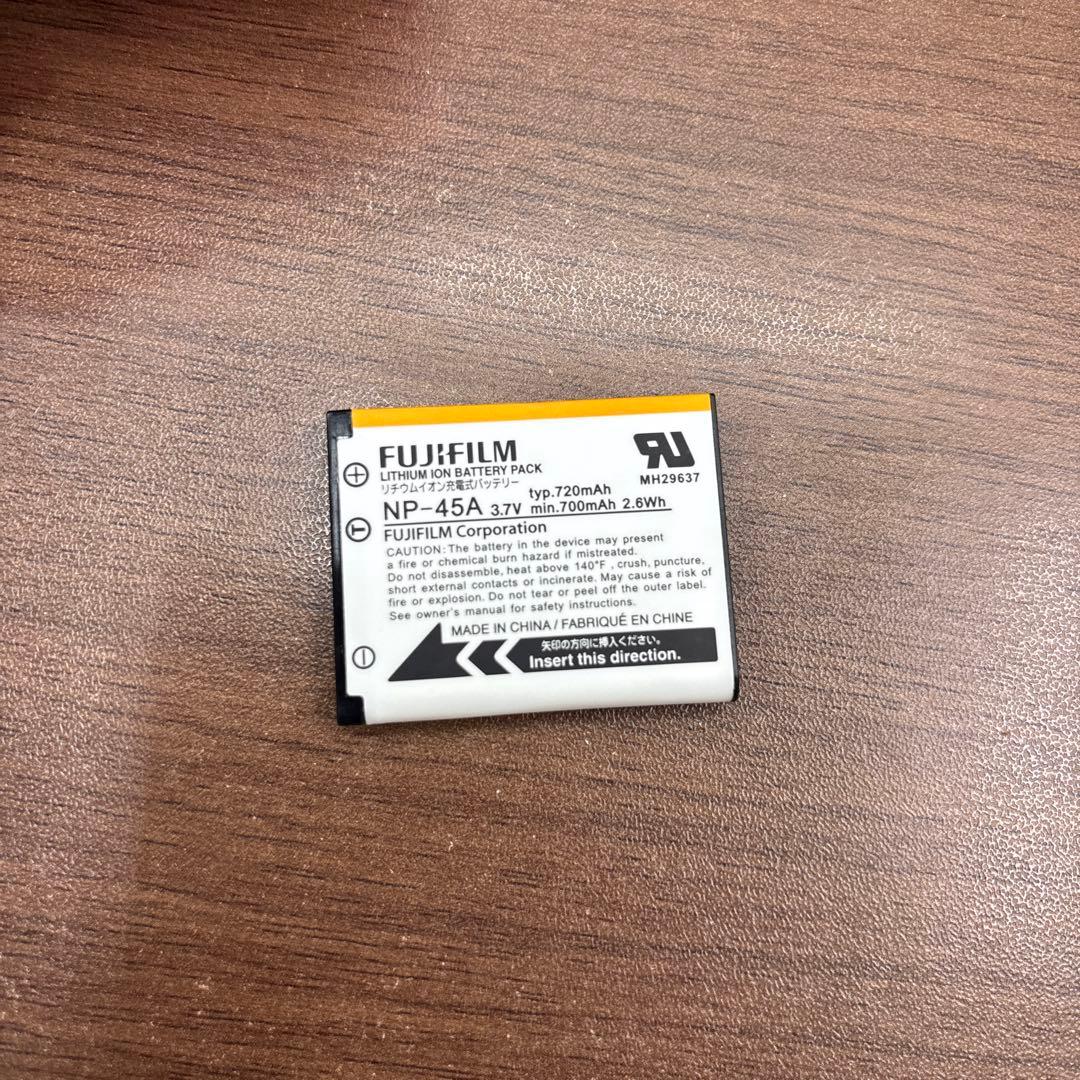 FUJIFILM
LITHIUM ION BATTERY PACK
リチウムイオン充電式バッテリー
NP-45A 3.7V typ.720mAh min.700mAh 2.6Wh
MH29637
FUJIFILM Corporation
CAUTION: The battery in the device may present
a fire or chemical burn hazard if mistreated.
Do not disassemble, heat above 140°F , crush, puncture,
short external contacts or incinerate. May cause a risk of
fire or explosion. Do not tear or peel off the outer label.
See owner's manual for safety instructions.
MADE IN CHINA / FABRIQUÉ EN CHINE
矢印の方向に挿入ください。
Insert this direction.
+
T
−